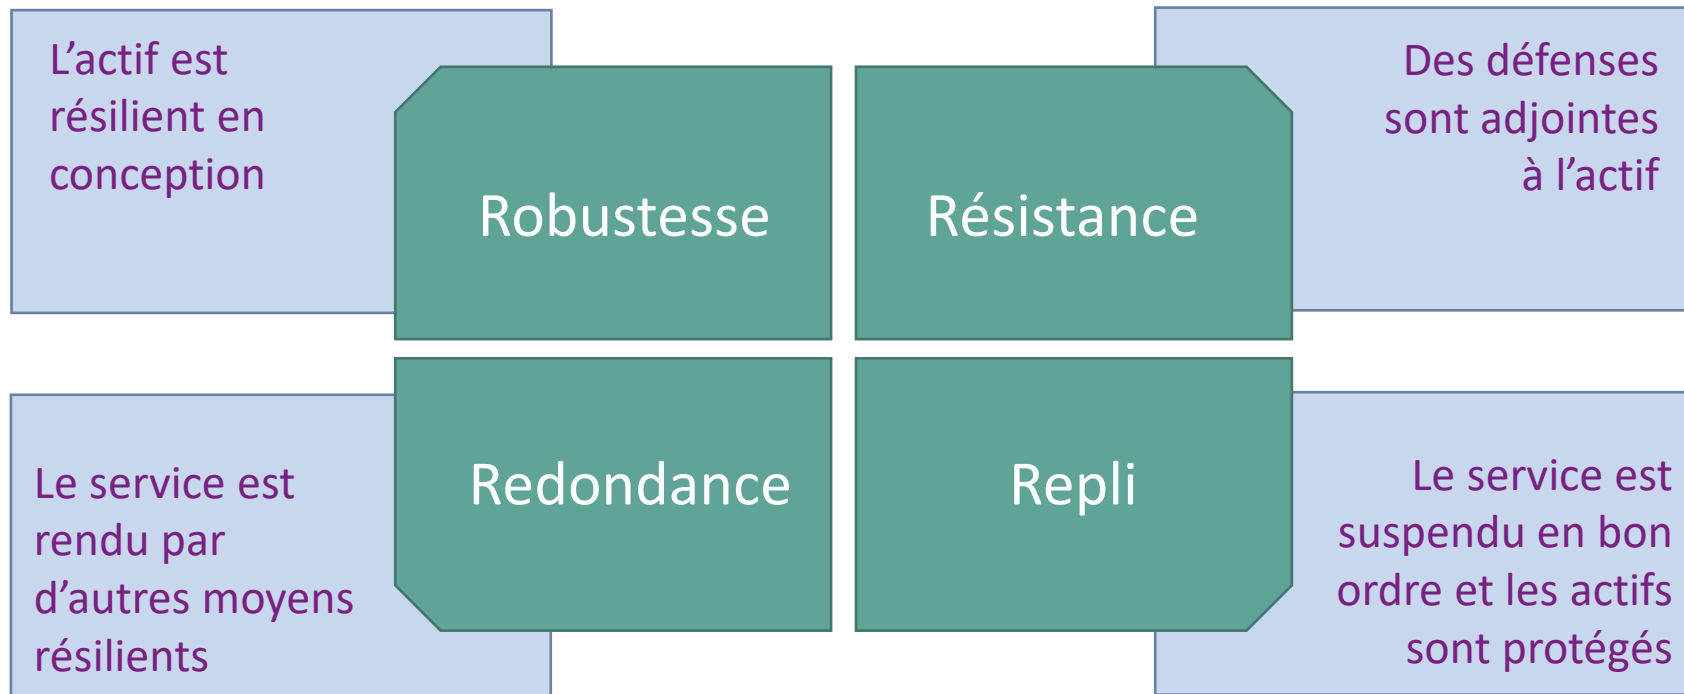 L’actif est
résilient en
conception
Robustesse
Résistance
Des défenses
sont adjointes
à l’actif
Le service est
rendu par
d’autres moyens
résilients
Redondance
Repli
Le service est
suspendu en bon
ordre et les actifs
sont protégés